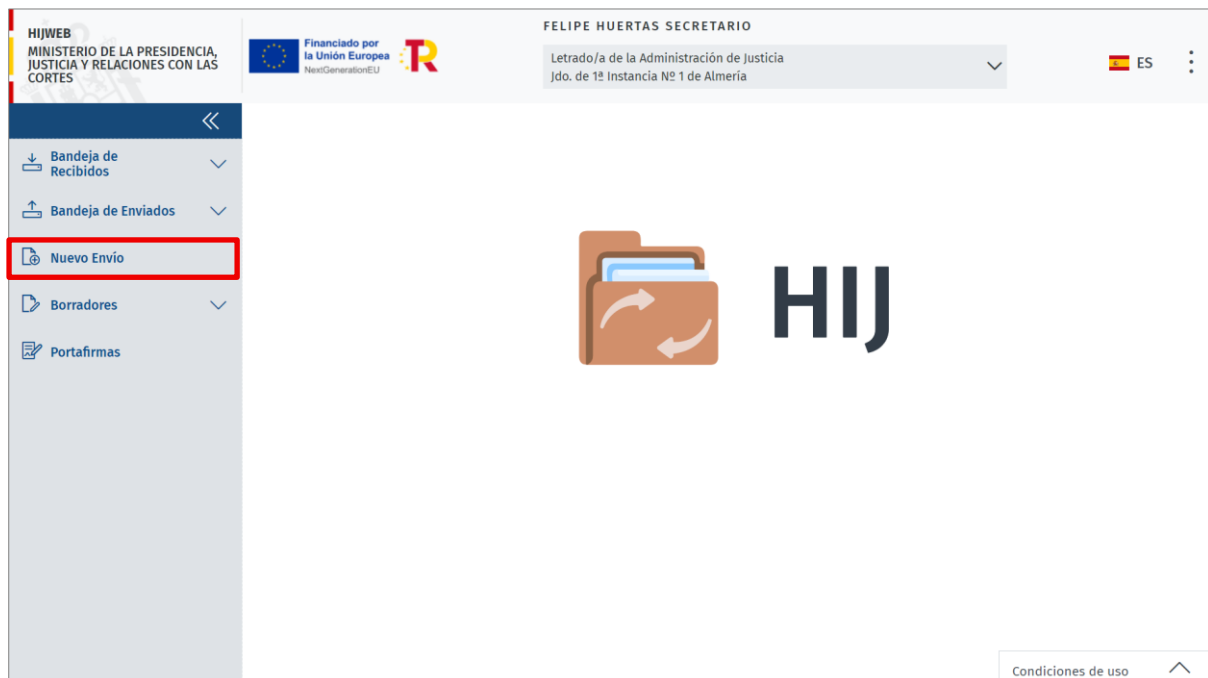 HIJWEB
MINISTERIO DE LA PRESIDENCIA,
JUSTICIA Y RELACIONES CON LAS
CORTES
Financiado por
la Unión Europea
NextGenerationEU
R
FELIPE HUERTAS SECRETARIO
Letrado/a de la Administración de Justicia
Jdo. de 1ª Instancia Nº 1 de Almería
ES
Bandeja de
Recibidos
Bandeja de Enviados
Nuevo Envío
Borradores
Portafirmas
HIJ
Condiciones de uso